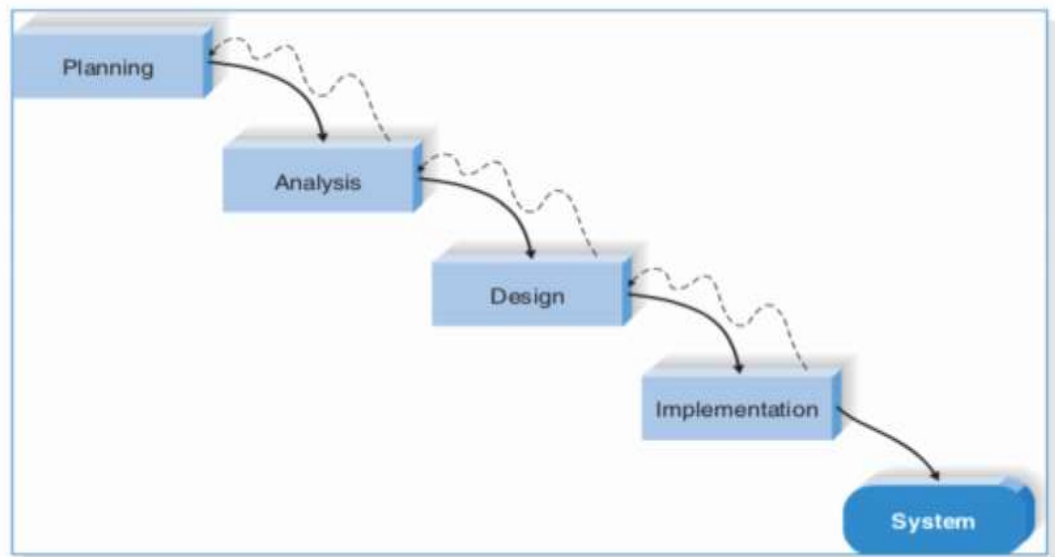 Planning
Analysis
Design
Implementation
System